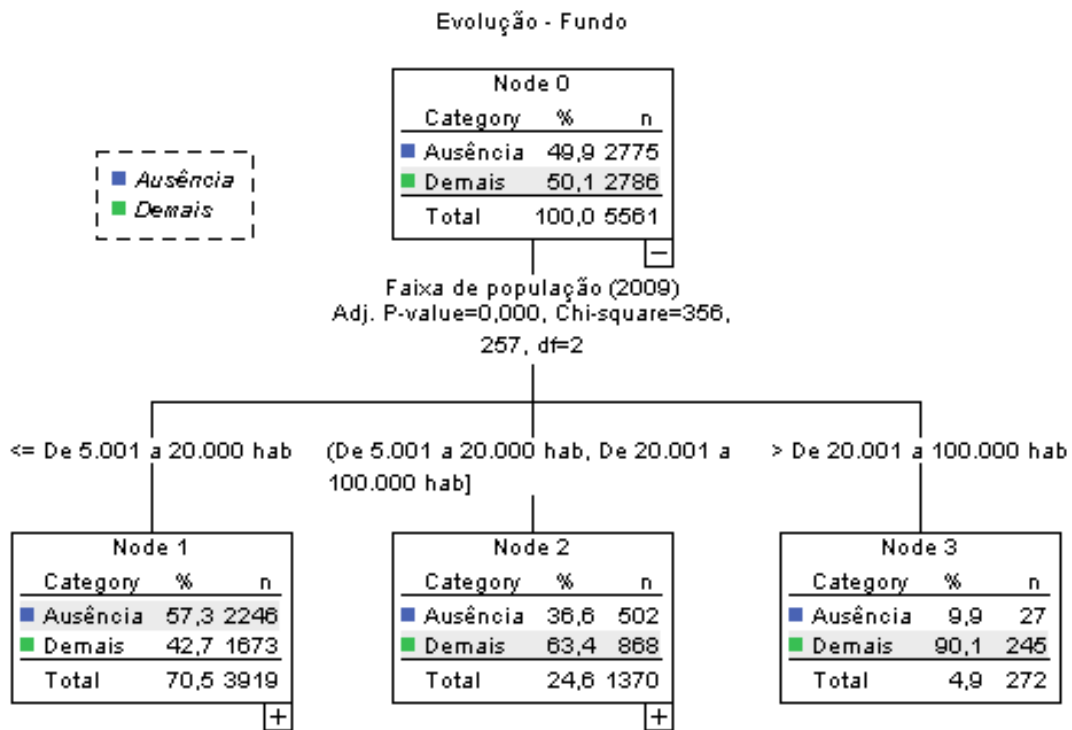 Evolução - Fundo
Node 0
Category % n
Ausência 49,9 2775
Demais 50,1 2786
Total 100,0 5561
Ausência
Demais
Faixa de população (2009)
Adj. P-value=0,000, Chi-square=356,
257, df=2
<= De 5.001 a 20.000 hab
(De 5.001 a 20.000 hab, De 20.001 a
100.000 hab]
> De 20.001 a 100.000 hab
Node 1
Category % n
Ausência 57,3 2246
Demais 42,7 1673
Total 70,5 3919
Node 2
Category % n
Ausência 36,6 502
Demais 63,4 868
Total 24,6 1370
Node 3
Category % n
Ausência 9,9 27
Demais 90,1 245
Total 4,9 272